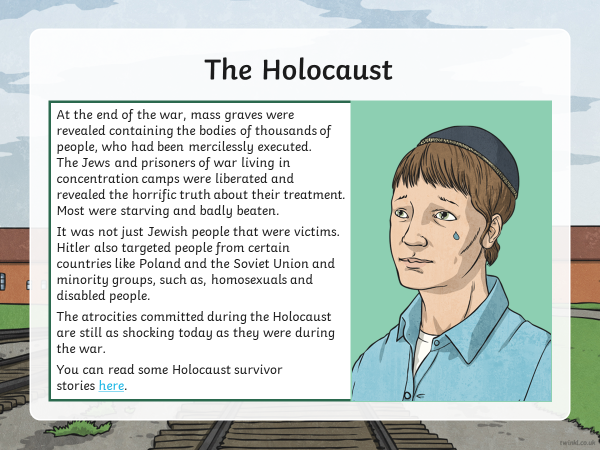 The Holocaust
At the end of the war, mass graves were
revealed containing the bodies of thousands of
people, who had been mercilessly executed.
The Jews and prisoners of war living in
concentration camps were liberated and
revealed the horrific truth about their treatment.
Most were starving and badly beaten.
It was not just Jewish people that were victims.
Hitler also targeted people from certain
countries like Poland and the Soviet Union and
minority groups, such as, homosexuals and
disabled people.
The atrocities committed during the Holocaust
are still as shocking today as they were during
the war.
You can read some Holocaust survivor
stories here.
twinkl.co.uk